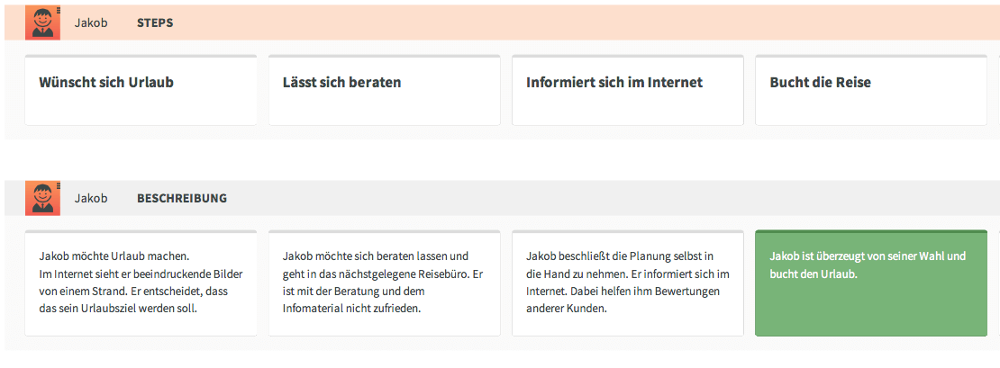 Jakob STEPS
Wünscht sich Urlaub
Lässt sich beraten
Informiert sich im Internet
Bucht die Reise
Jakob BESCHREIBUNG
Jakob möchte Urlaub machen.
Im Internet sieht er beeindruckende Bilder
von einem Strand. Er entscheidet, dass
das sein Urlaubsziel werden soll.
Jakob möchte sich beraten lassen und
geht in das nächstgelegene Reisebüro. Er
ist mit der Beratung und dem
Infomaterial nicht zufrieden.
Jakob beschließt die Planung selbst in
die Hand zu nehmen. Er informiert sich im
Internet. Dabei helfen ihm Bewertungen
anderer Kunden.
Jakob ist überzeugt von seiner Wahl und
bucht den Urlaub.